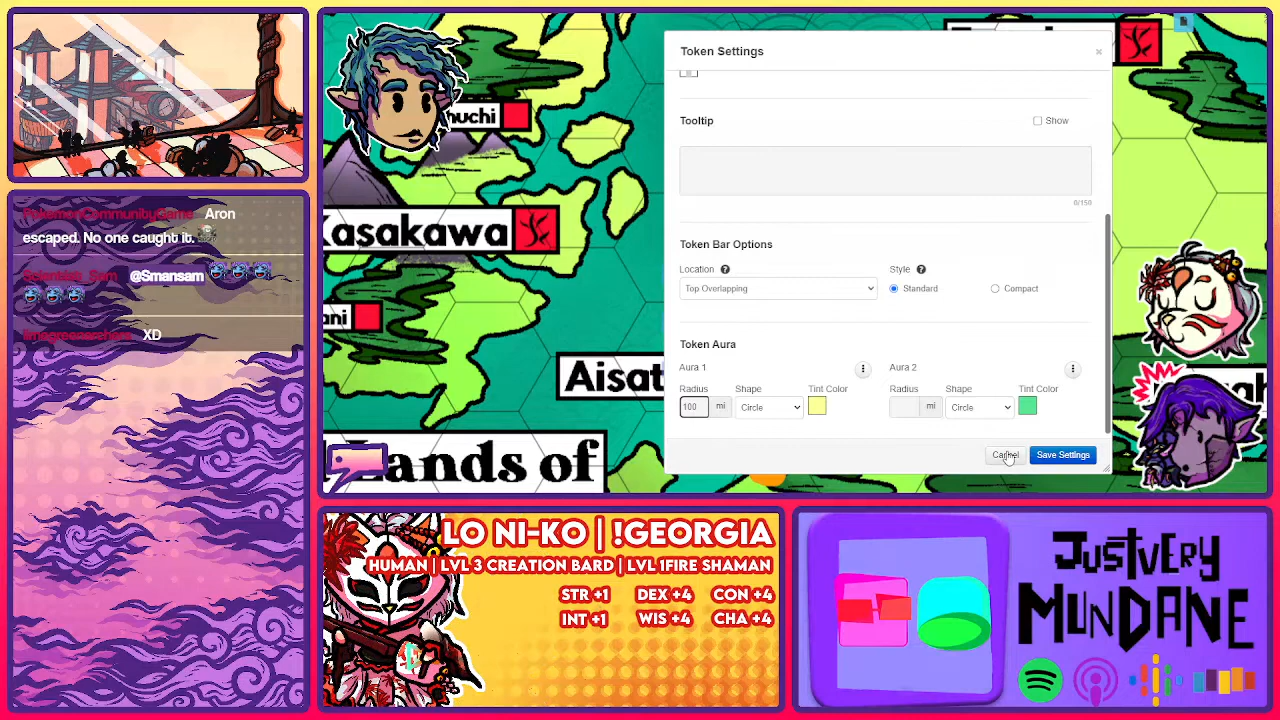 PokemonCommunityGame Aron
escaped. No one caught it.
Scientist_Sam @Smansam
XD
huchi
Kasakawa
ani
Aisat
Lands of
Token Settings
×
Tooltip
Show
0/150
Token Bar Options
Location ?
Style ?
Top Overlapping
Standard
Compact
Token Aura
Aura 1
Aura 2
Radius Shape Tint Color
Radius Shape Tint Color
100 mi Circle
mi Circle
Cancel
Save Settings
LO NI-KO | !GEORGIA
HUMAN | LVL 3 CREATION BARD | LVL 1FIRE SHAMAN
STR +1 DEX +4 CON +4
INT +1 WIS +4 CHA +4
JUSTVERY
MUNDANE